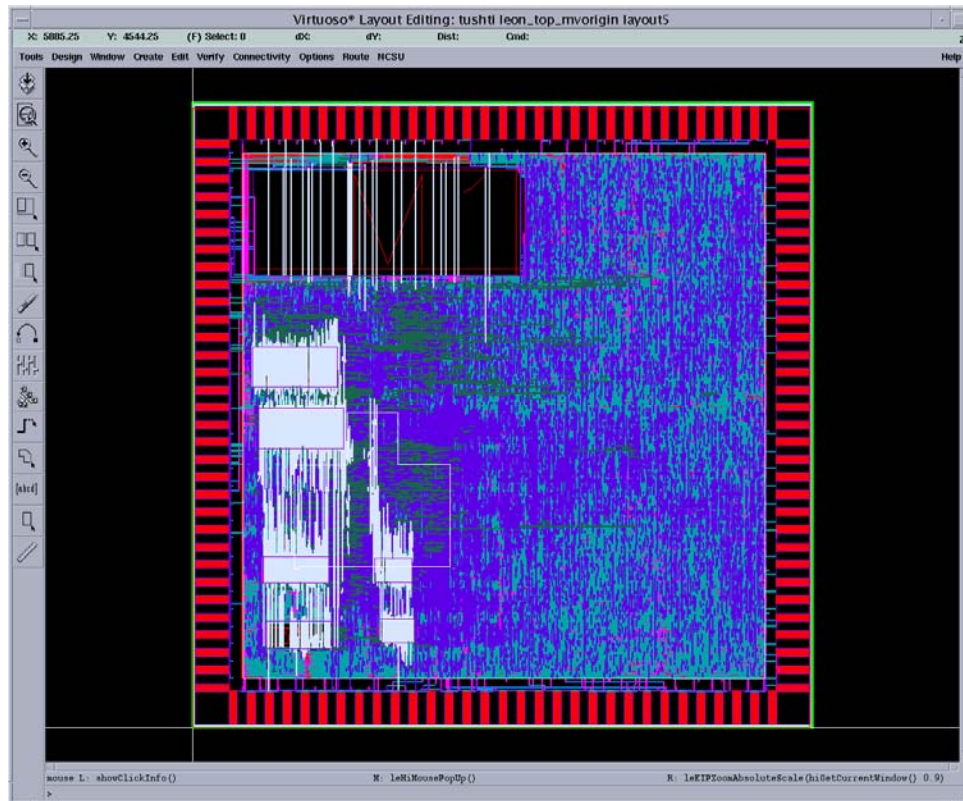 Virtuoso* Layout Editing: tushti leon_top_mvorigin layout5
X: 5885.25 Y: 4544.25 (F) Select: 0 dX: dY: Dist: Cmd: 2
Tools Design Window Create Edit Verify Connectivity Options Route NCSU Help
[abcd]
mouse L: showClickInfo() M: leHiMousePopUp() R: leEIPZoomAbsoluteScale(hiGetCurrentWindow() 0.9)
>